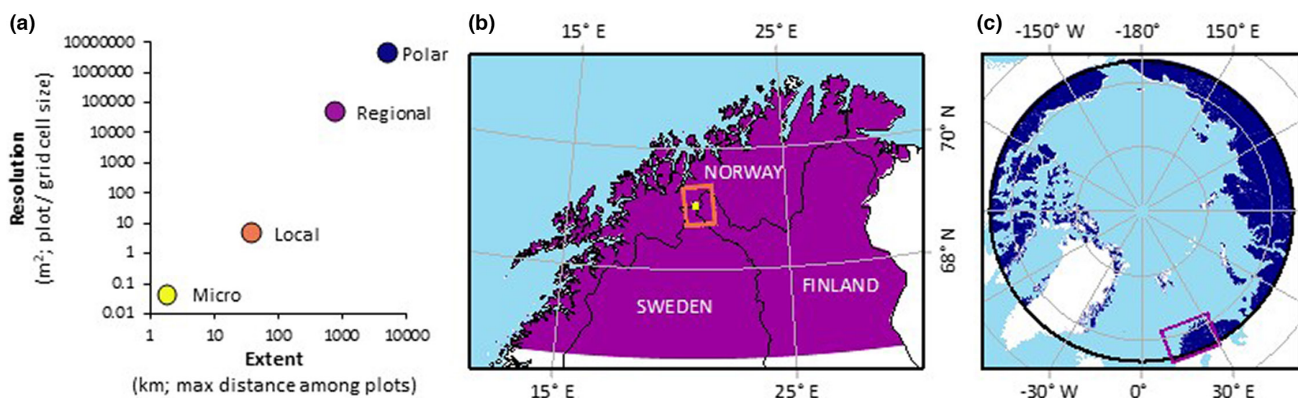 (a)
10000000
1000000
100000
10000
1000
100
10
1
0.1
0.01
Resolution
(m²; plot/ grid cell size)
Polar
Regional
Local
Micro
1 10 100 1000 10000
Extent
(km; max distance among plots)
(b)
15° E 25° E
70° N
68° N
NORWAY
SWEDEN
FINLAND
15° E 25° E
(c)
-150° W -180° 150° E
-30° W 0° 30° E